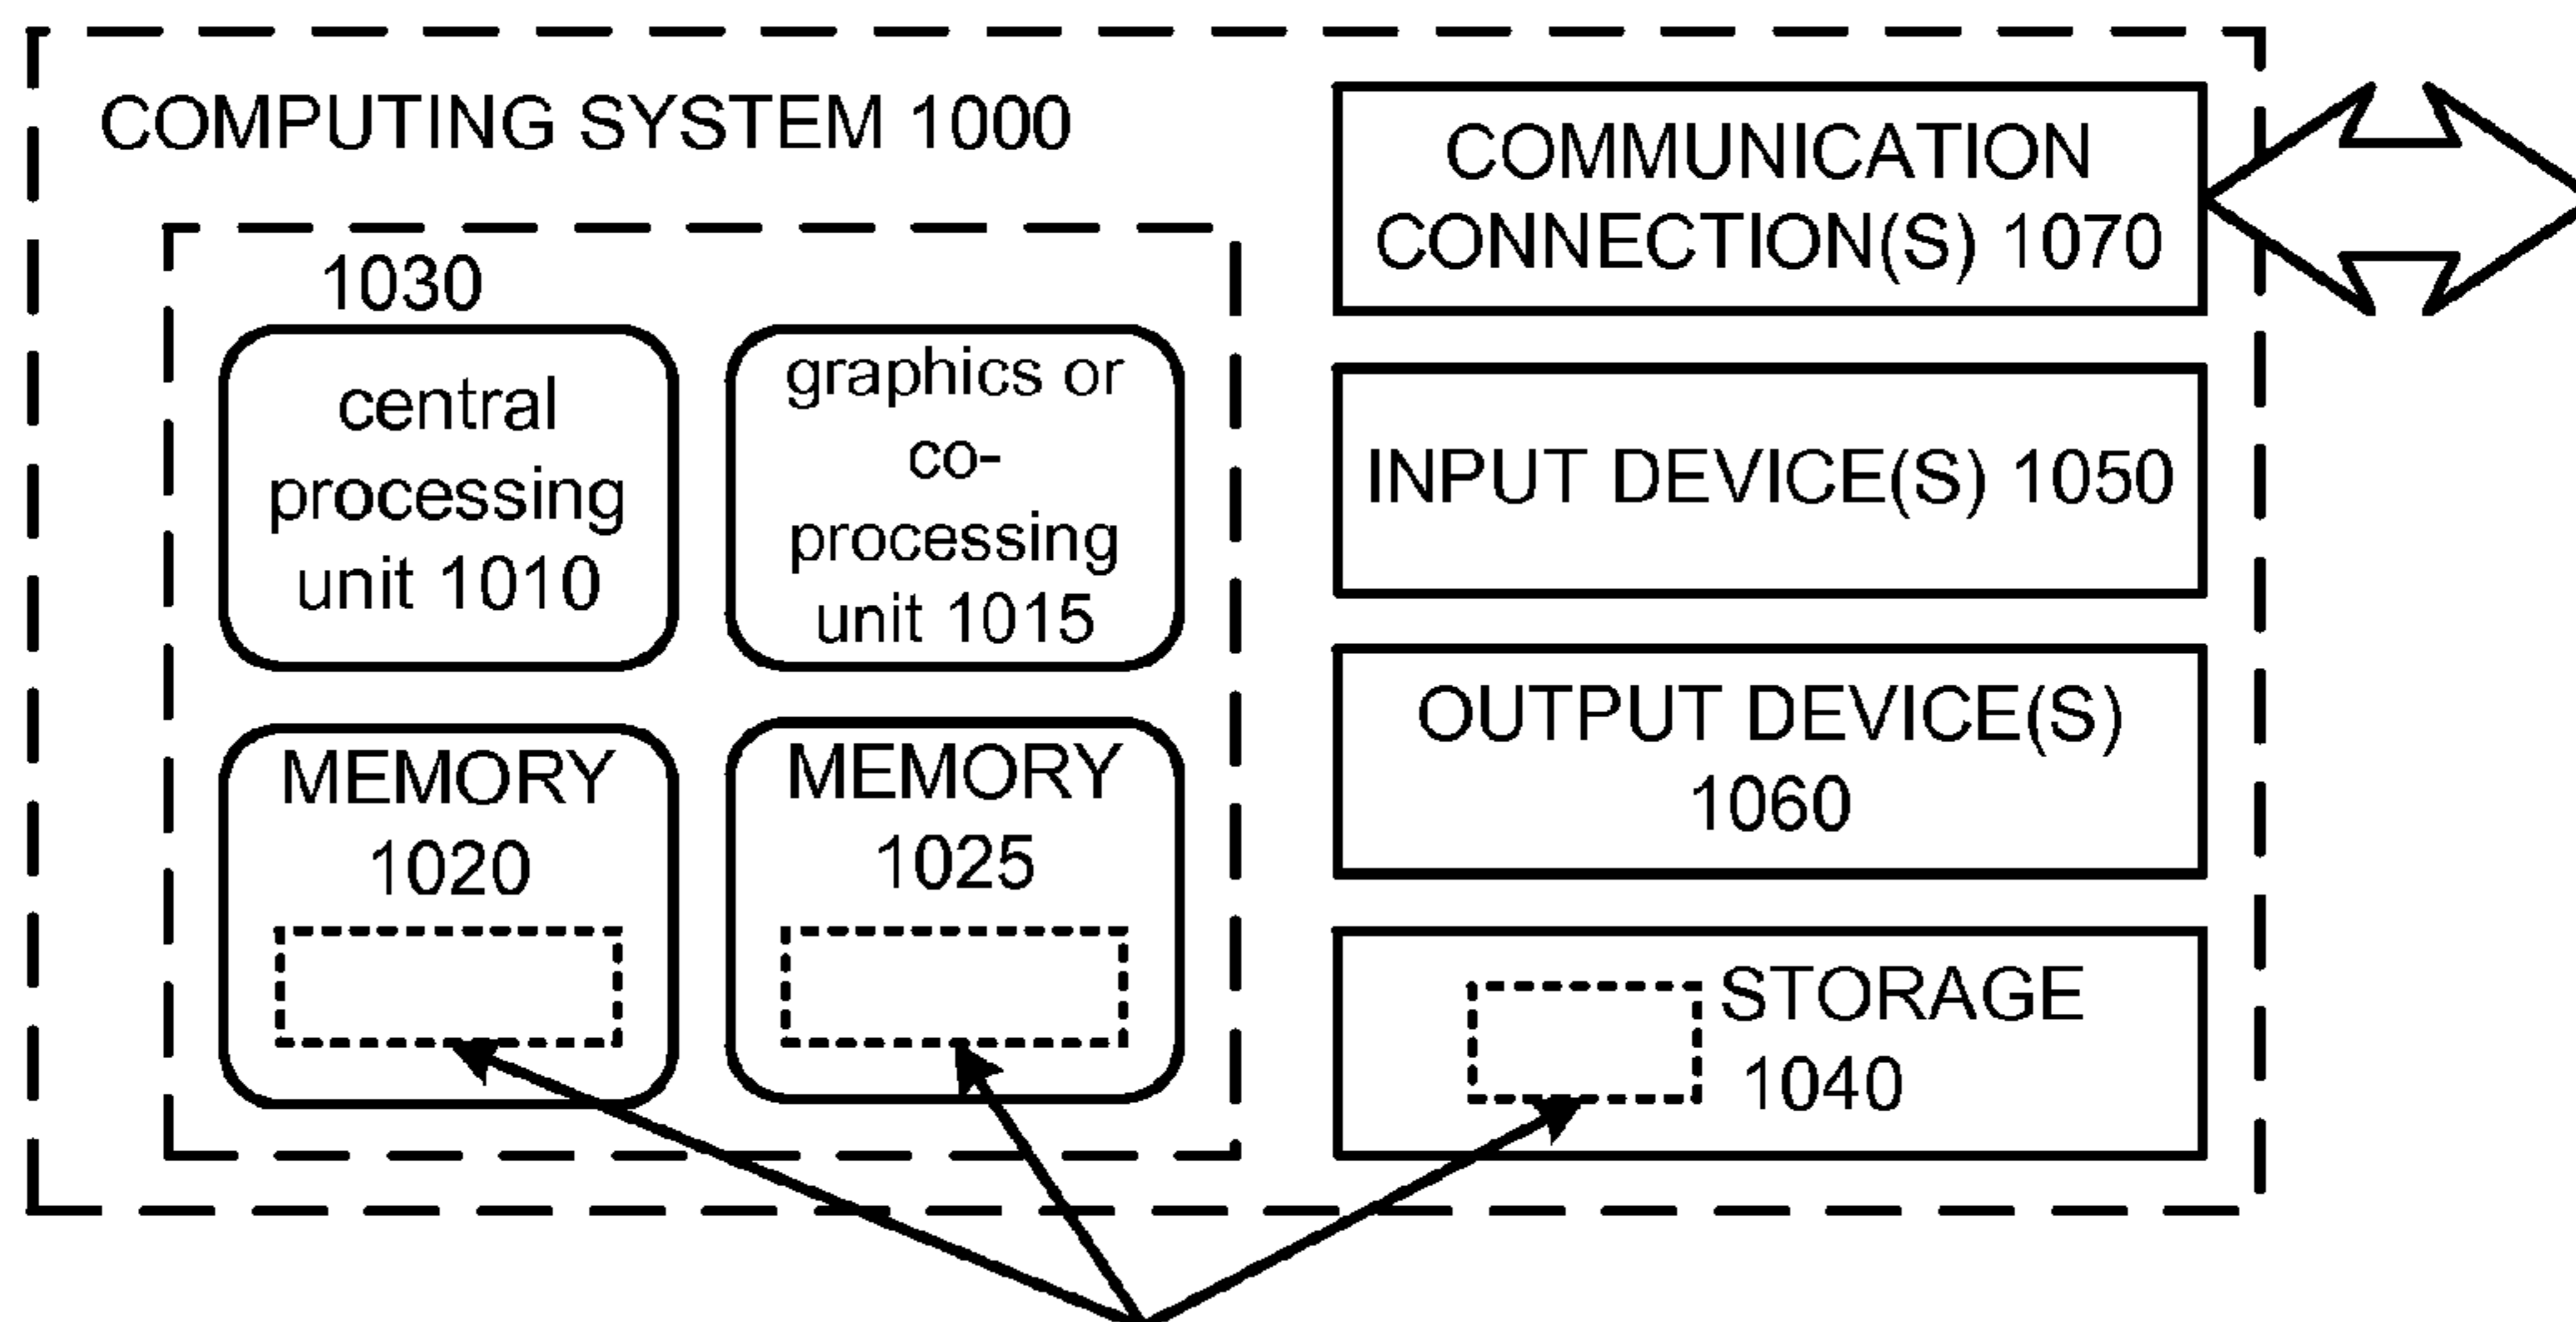 COMPUTING SYSTEM 1000
1030
central
processing
unit 1010
graphics or
co-
processing
unit 1015
MEMORY
1020
MEMORY
1025
COMMUNICATION
CONNECTION(S) 1070
INPUT DEVICE(S) 1050
OUTPUT DEVICE(S)
1060
STORAGE
1040